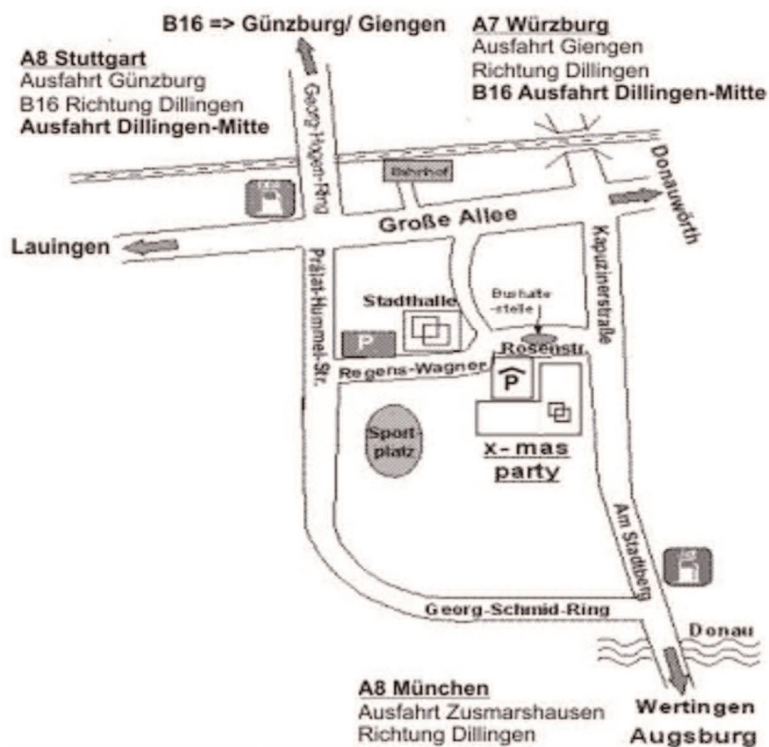 B16 => Günzburg/ Giengen
A7 Würzburg
Ausfahrt Giengen
Richtung Dillingen
B16 Ausfahrt Dillingen-Mitte
A8 Stuttgart
Ausfahrt Günzburg
B16 Richtung Dillingen
Ausfahrt Dillingen-Mitte
Georg-Hogen-Ring
Bahnhof
Donauwörth
Große Allee
Lauingen
Kapuzinerstraße
Prälat-Hummel-Str.
Stadthalle
Bushalte
-stelle
P
Rosenstr.
Regens-Wagner
P
Sport-
platz
x-mas
party
Am Stadtberg
Georg-Schmid-Ring
Donau
A8 München
Ausfahrt Zusmarshausen
Richtung Dillingen
Wertingen
Augsburg